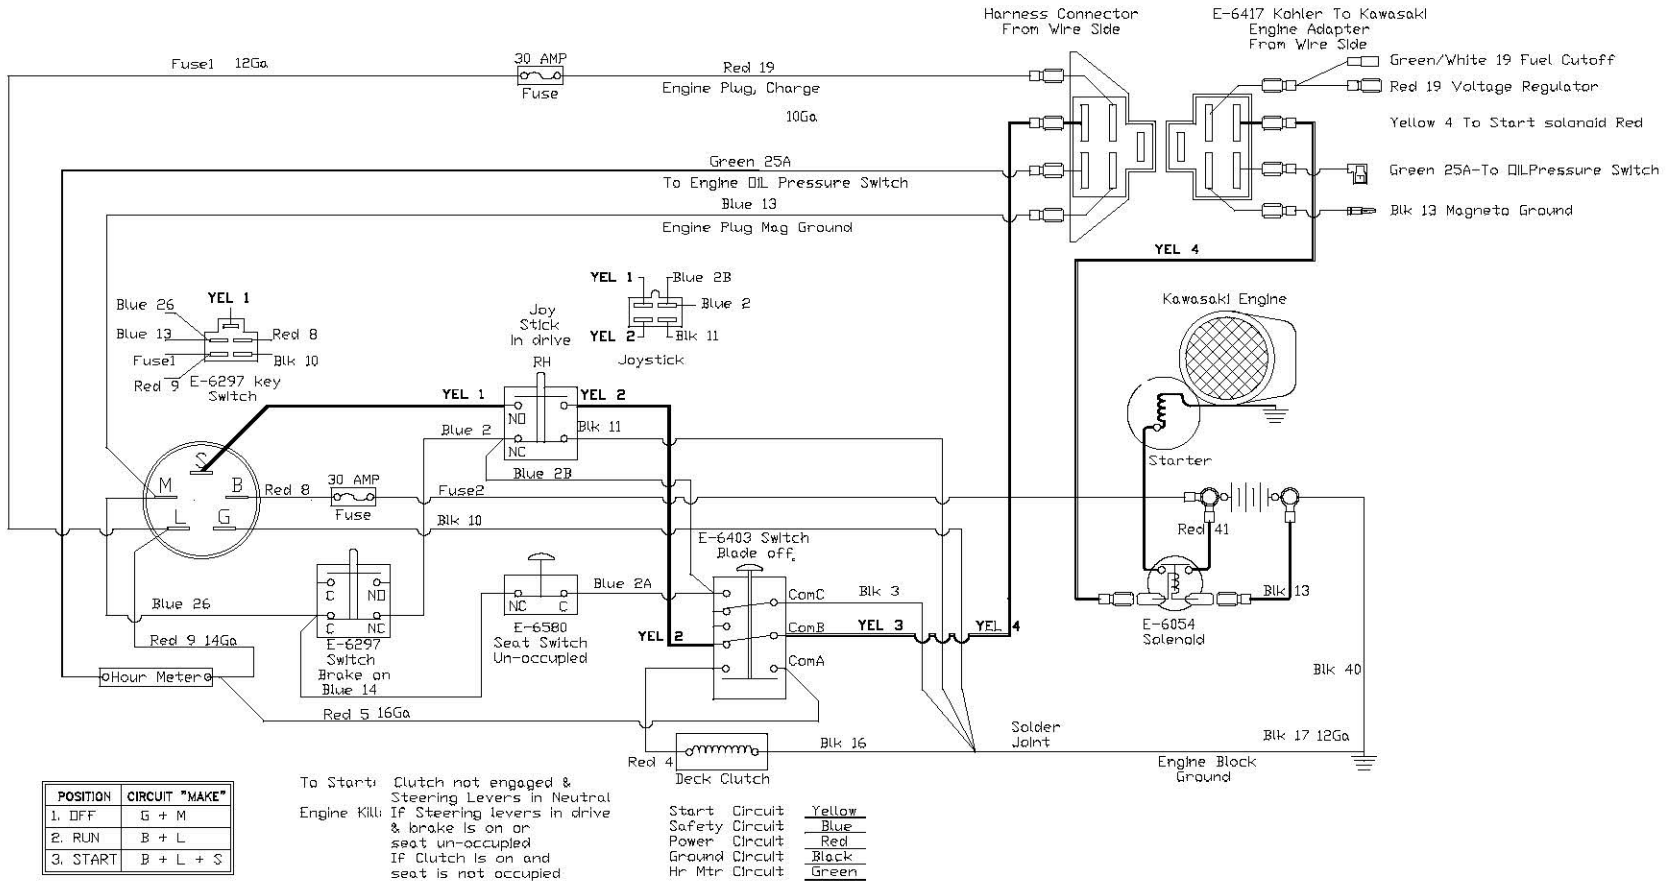 Harness Connector
From Wire Side
E-6417 Kohler To Kawasaki
Engine Adapter
From Wire Side
Fuse1 12Ga
30 AMP
Fuse
Red 19
Engine Plug, Charge
10Ga
Green/White 19 Fuel Cutoff
Red 19 Voltage Regulator
Yellow 4 To Start solanoid Red
Green 25A
To Engine OIL Pressure Switch
Green 25A-To OILPressure Switch
Blue 13
Engine Plug Mag Ground
Blk 13 Magneto Ground
YEL 4
YEL 1
Blue 2B
Blue 2
YEL 2
Blk 11
Joystick
Blue 26
YEL 1
Blue 13
Red 8
Fuse1
Blk 10
Red 9
E-6297 key
Switch
Joy
Stick
In drive
RH
Kawasaki Engine
YEL 1
YEL 2
NO
NC
Blue 2
Blk 11
Blue 2B
Starter
S
M
B
L
G
Red 8
30 AMP
Fuse
Fuse2
Blk 10
Red 41
E-6403 Switch
Blade off
C
NO
C
NC
Blue 26
E-6297
Switch
Brake on
NC
C
Blue 2A
E-6580
Seat Switch
Un-occupied
ComC
ComB
ComA
Blk 3
YEL 2
YEL 3
YEL 4
Blk 13
E-6054
Solenoid
Red 9 14Ga
Hour Meter
Blue 14
Red 5 16Ga
Blk 40
Solder
Joint
Red 4
Deck Clutch
Blk 16
Blk 17 12Ga
Engine Block
Ground
POSITION CIRCUIT "MAKE"
1. OFF G + M
2. RUN B + L
3. START B + L + S
To Start: Clutch not engaged &
Steering Levers in Neutral
Engine Kill: If Steering levers in drive
& brake is on or
seat un-occupied
If Clutch is on and
seat is not occupied
Start Circuit Yellow
Safety Circuit Blue
Power Circuit Red
Ground Circuit Black
Hr Mtr Circuit Green